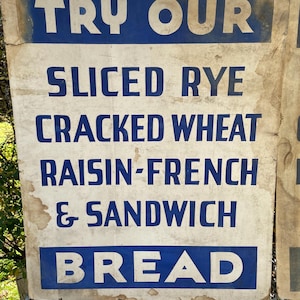 TRY OUR
SLICED RYE
CRACKED WHEAT
RAISIN-FRENCH
& SANDWICH
BREAD